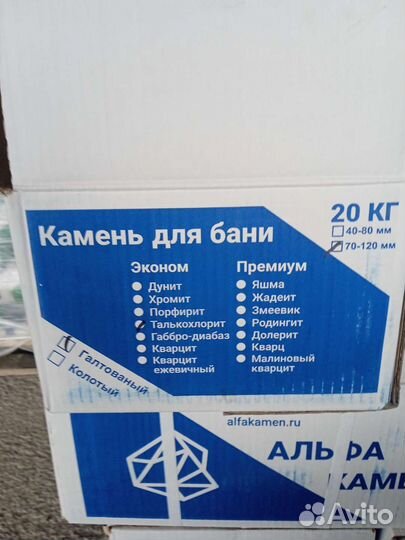 Камень для бани
20 КГ
40-80 мм
70-120 мм
Эконом
Дунит
Хромит
Порфирит
Талькохлорит
Габбро-диабаз
Кварцит
Кварцит
ежевичный
Премиум
Яшма
Жадеит
Змеевик
Родингит
Долерит
Кварц
Малиновый
кварцит
Галтованый
Колотый
alfakamen.ru
АЛЬФА
КАМЕ
Avito